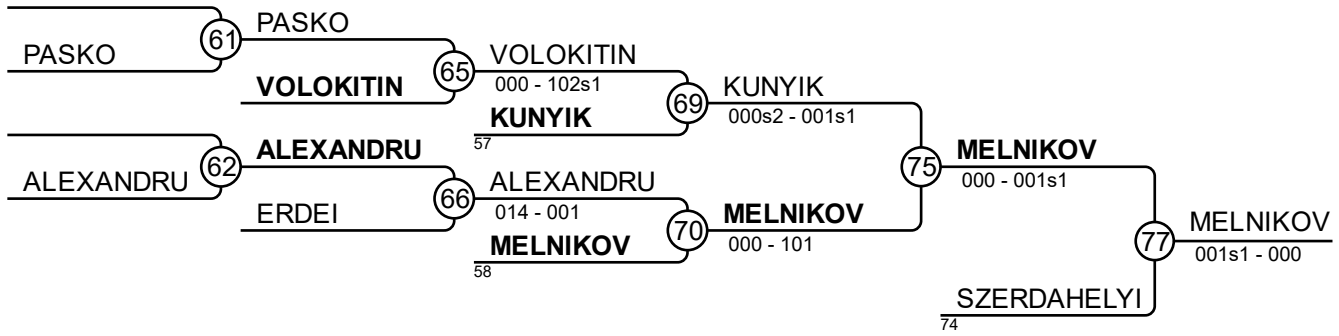 PASKO
61
PASKO
VOLOKITIN
65
VOLOKITIN
000 - 102s1
KUNYIK
57
69
KUNYIK
000s2 - 001s1
ALEXANDRU
62
ALEXANDRU
ERDEI
66
ALEXANDRU
014 - 001
MELNIKOV
58
70
MELNIKOV
000 - 101
75
MELNIKOV
000 - 001s1
SZERDAHELYI
74
77
MELNIKOV
001s1 - 000